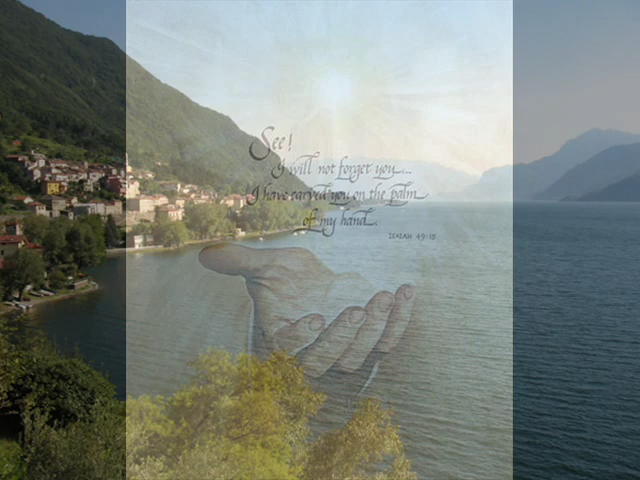 See!
I will not forget you...
I have carved you on the palm
of my hand.
ISAIAH 49:15